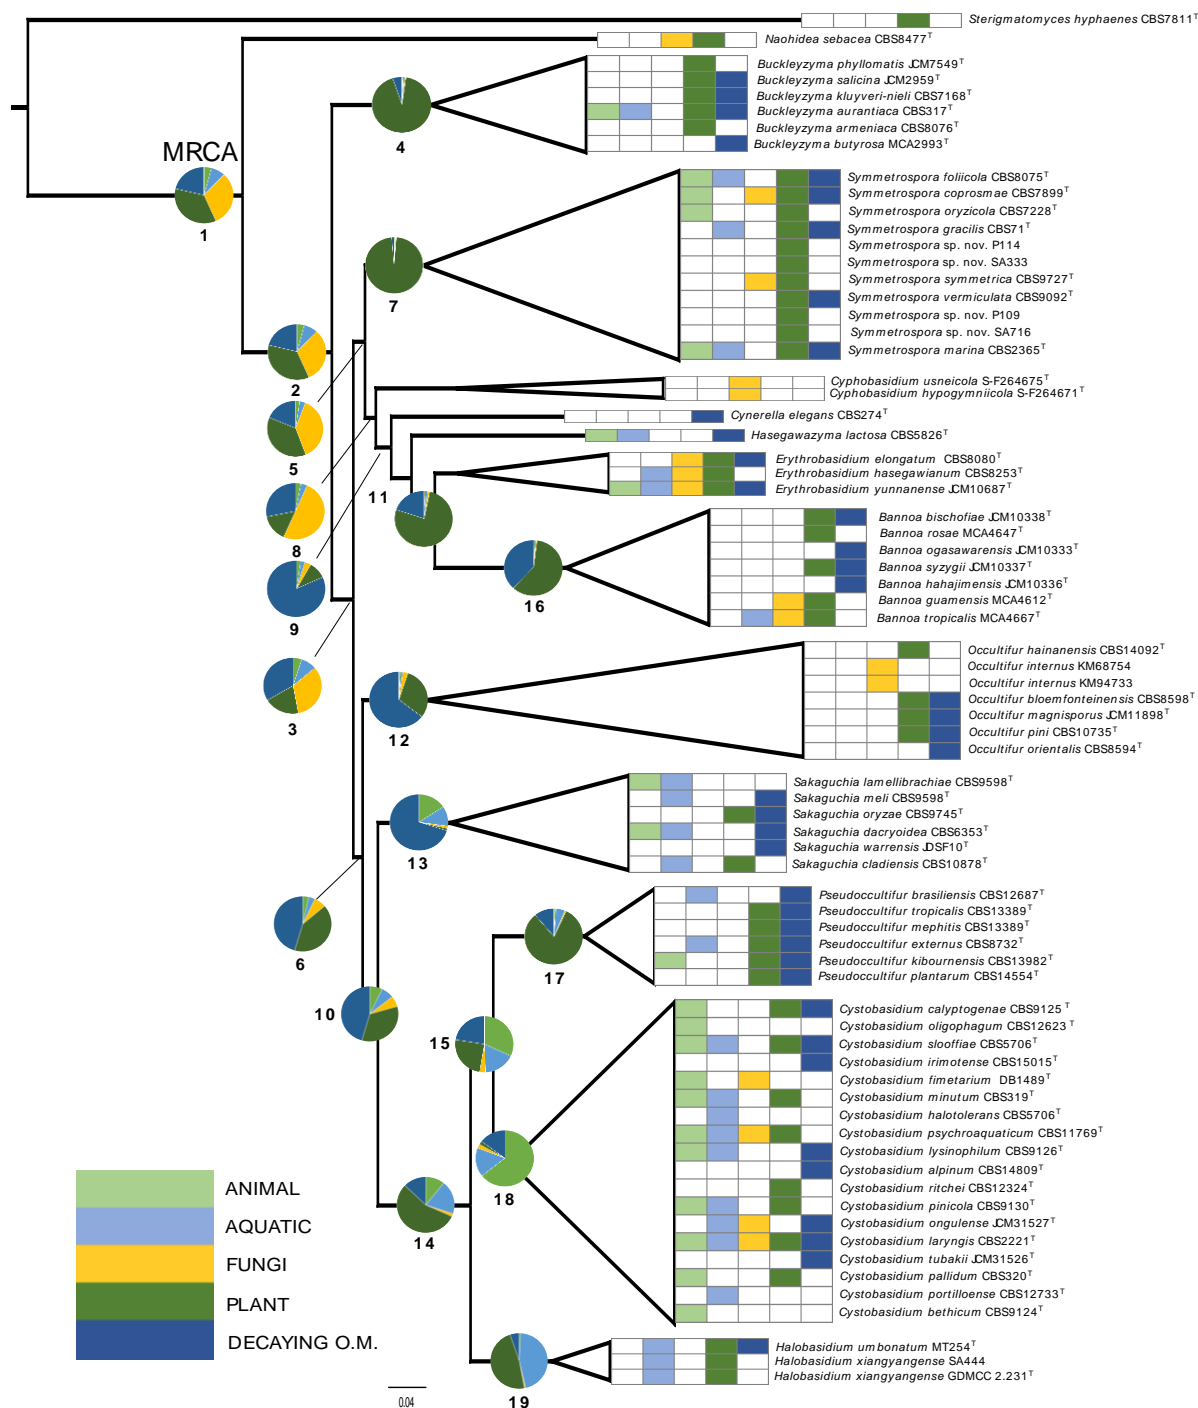 Sterigmatomyces hyphaenes CBS7811T
Naohidea sebacea CBS8477T
Buckleyzyma phyllomatis JCM7549T
Buckleyzyma salicina JCM2959T
Buckleyzyma kluyveri-nieli CBS7168T
Buckleyzyma aurantiaca CBS317T
Buckleyzyma armeniaca CBS8076T
Buckleyzyma butyrosa MCA2993T
4
MRCA
1
Symmetrospora foliicola CBS8075T
Symmetrospora coprosmae CBS7899T
Symmetrospora oryzicola CBS7228T
Symmetrospora gracilis CBS71T
Symmetrospora sp. nov. P114
Symmetrospora sp. nov. SA333
Symmetrospora symmetrica CBS9727T
Symmetrospora vermiculata CBS9092T
Symmetrospora sp. nov. P109
Symmetrospora sp. nov. SA716
Symmetrospora marina CBS2365T
7
2
Cyphobasidium usneicola S-F264675T
Cyphobasidium hypogymniicola S-F264671T
Cynerella elegans CBS274T
Hasegawazyma lactosa CBS5826T
5
Erythrobasidium elongatum CBS8080T
Erythrobasidium hasegawianum CBS8253T
Erythrobasidium yunnanense JCM10687T
11
8
Bannoa bischofiae JCM10338T
Bannoa rosae MCA4647T
Bannoa ogasawarensis JCM10333T
Bannoa syzygii JCM10337T
Bannoa hahajimensis JCM10336T
Bannoa guamensis MCA4612T
Bannoa tropicalis MCA4667T
16
9
Occultifur hainanensis CBS14092T
Occultifur internus KM68754
Occultifur internus KM94733
Occultifur bloemfonteinensis CBS8598T
Occultifur magnisporus JCM11898T
Occultifur pini CBS10735T
Occultifur orientalis CBS8594T
3
12
Sakaguchia lamellibrachiae CBS9598T
Sakaguchia meli CBS9598T
Sakaguchia oryzae CBS9745T
Sakaguchia dacryoidea CBS6353T
Sakaguchia warrensis JDSF10T
Sakaguchia cladiensis CBS10878T
13
Pseudoccultifur brasiliensis CBS12687T
Pseudoccultifur tropicalis CBS13389T
Pseudoccultifur mephitis CBS13389T
Pseudoccultifur externus CBS8732T
Pseudoccultifur kibournensis CBS13982T
Pseudoccultifur plantarum CBS14554T
6
17
10
15
Cystobasidium calyptogenae CBS9125T
Cystobasidium oligophagum CBS12623T
Cystobasidium slooffiae CBS5706T
Cystobasidium irimotense CBS15015T
Cystobasidium fimetarium DB1489T
Cystobasidium minutum CBS319T
Cystobasidium halotolerans CBS5706T
Cystobasidium psychroaquaticum CBS11769T
Cystobasidium lysinophilum CBS9126T
Cystobasidium alpinum CBS14809T
Cystobasidium ritchei CBS12324T
Cystobasidium pinicola CBS9130T
Cystobasidium ongulense JCM31527T
Cystobasidium laryngis CBS2221T
Cystobasidium tubakii JCM31526T
Cystobasidium pallidum CBS320T
Cystobasidium portilloense CBS12733T
Cystobasidium bethicum CBS9124T
18
14
ANIMAL
AQUATIC
FUNGI
PLANT
DECAYING O.M.
Halobasidium umbonatum MT254T
Halobasidium xiangyangense SA444
Halobasidium xiangyangense GDMCC 2.231T
19
0.04